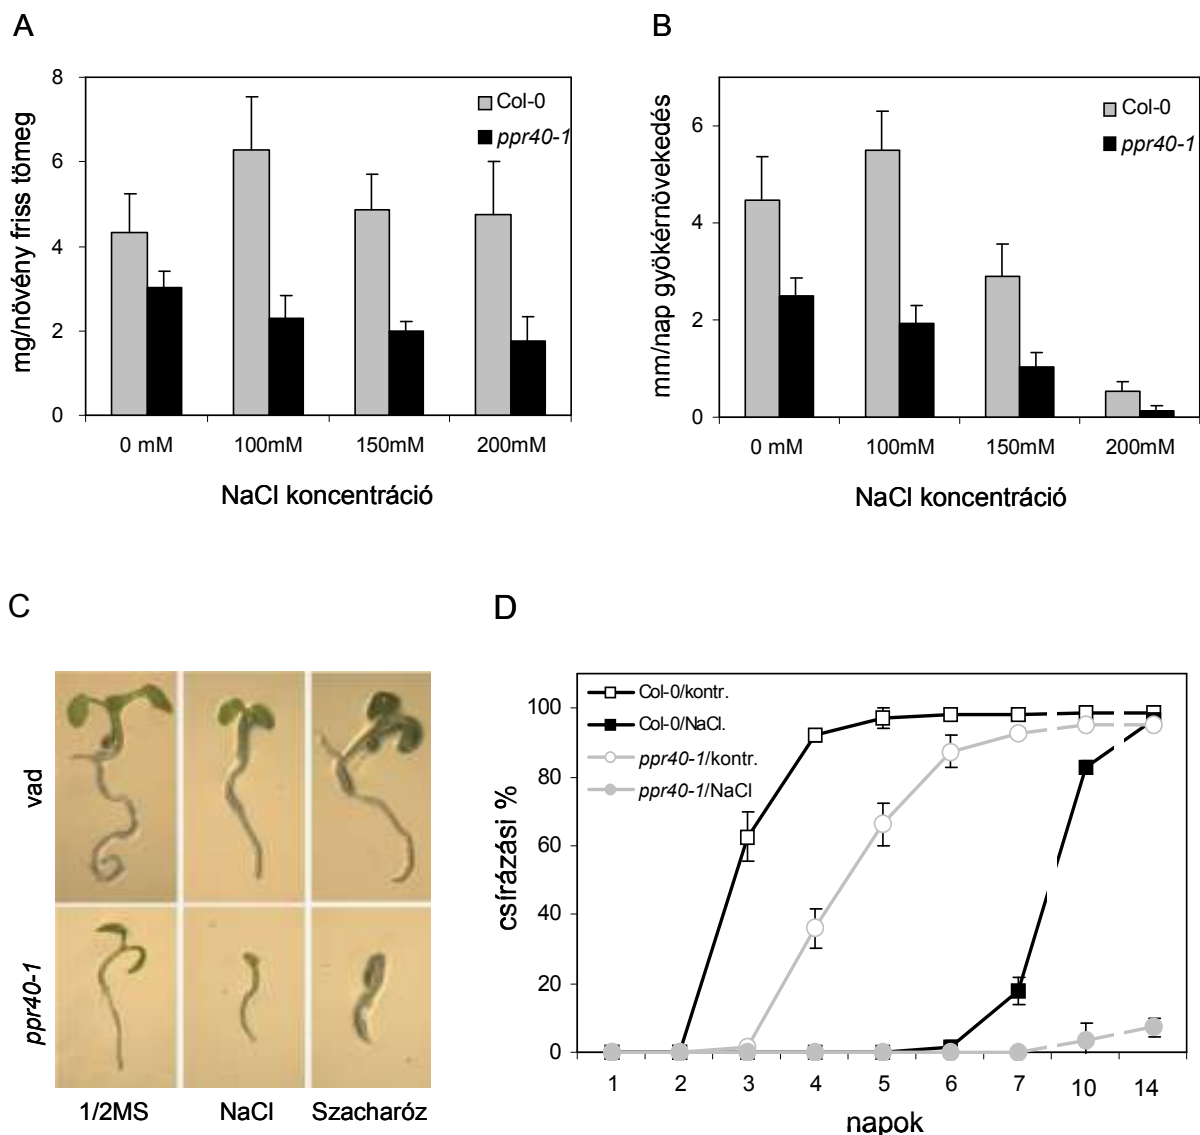 A
mg/növény friss tömeg
8
6
4
2
0
Col-0
ppr40-1
0 mM
100mM
150mM
200mM
NaCl koncentráció
B
mm/nap gyökérnövekedés
6
4
2
0
Col-0
ppr40-1
0 mM
100mM
150mM
200mM
NaCl koncentráció
C
vad
ppr40-1
1/2MS
NaCl
Szacharóz
D
csírázási %
100
80
60
40
20
0
Col-0/kontr.
Col-0/NaCl.
ppr40-1/kontr.
ppr40-1/NaCl
1
2
3
4
5
6
7
10
14
napok